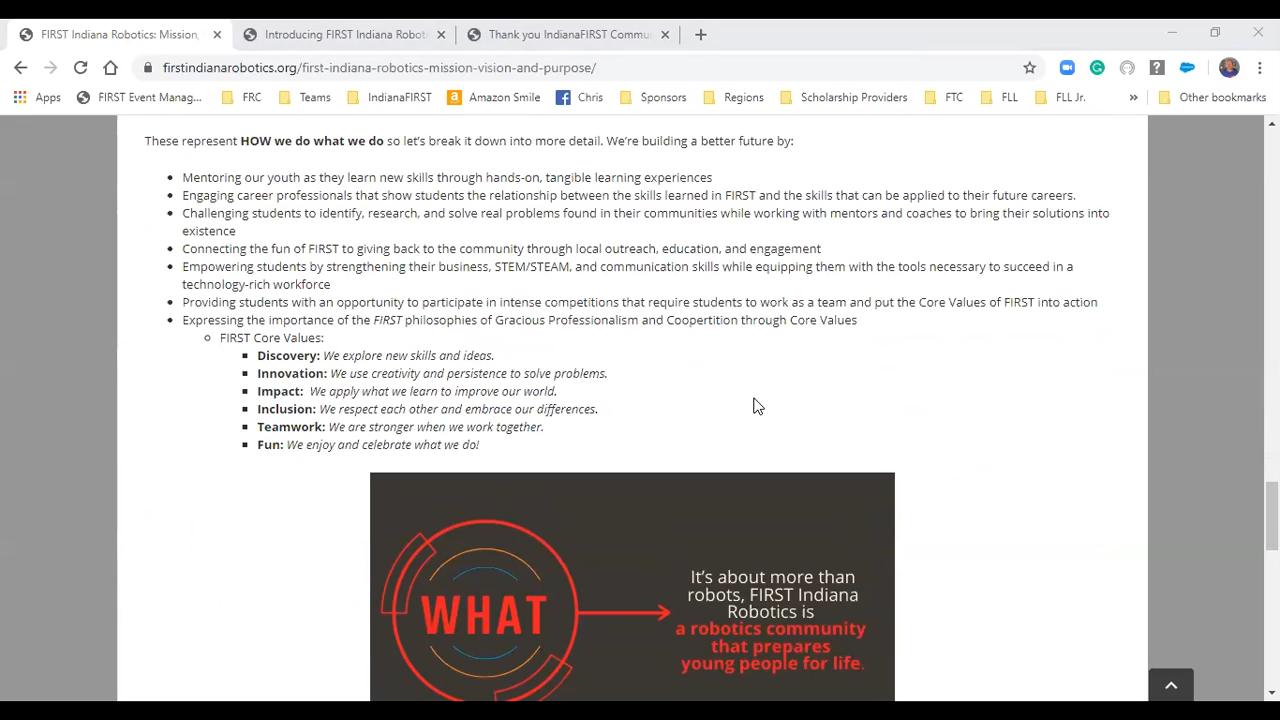 FIRST Indiana Robotics: Mission,
Introducing FIRST Indiana Roboti
Thank you IndianaFIRST Commu
firstindianarobotics.org/first-indiana-robotics-mission-vision-and-purpose/
Apps FIRST Event Manag... FRC Teams IndianaFIRST Amazon Smile Chris Sponsors Regions Scholarship Providers FTC FLL FLL Jr. » Other bookmarks
These represent HOW we do what we do so let's break it down into more detail. We're building a better future by:
• Mentoring our youth as they learn new skills through hands-on, tangible learning experiences
• Engaging career professionals that show students the relationship between the skills learned in FIRST and the skills that can be applied to their future careers.
• Challenging students to identify, research, and solve real problems found in their communities while working with mentors and coaches to bring their solutions into
existence
• Connecting the fun of FIRST to giving back to the community through local outreach, education, and engagement
• Empowering students by strengthening their business, STEM/STEAM, and communication skills while equipping them with the tools necessary to succeed in a
technology-rich workforce
• Providing students with an opportunity to participate in intense competitions that require students to work as a team and put the Core Values of FIRST into action
• Expressing the importance of the FIRST philosophies of Gracious Professionalism and Coopertition through Core Values
FIRST Core Values:
Discovery: We explore new skills and ideas.
Innovation: We use creativity and persistence to solve problems.
Impact: We apply what we learn to improve our world.
Inclusion: We respect each other and embrace our differences.
Teamwork: We are stronger when we work together.
Fun: We enjoy and celebrate what we do!
WHAT
It's about more than
robots, FIRST Indiana
Robotics is
a robotics community
that prepares
young people for life.